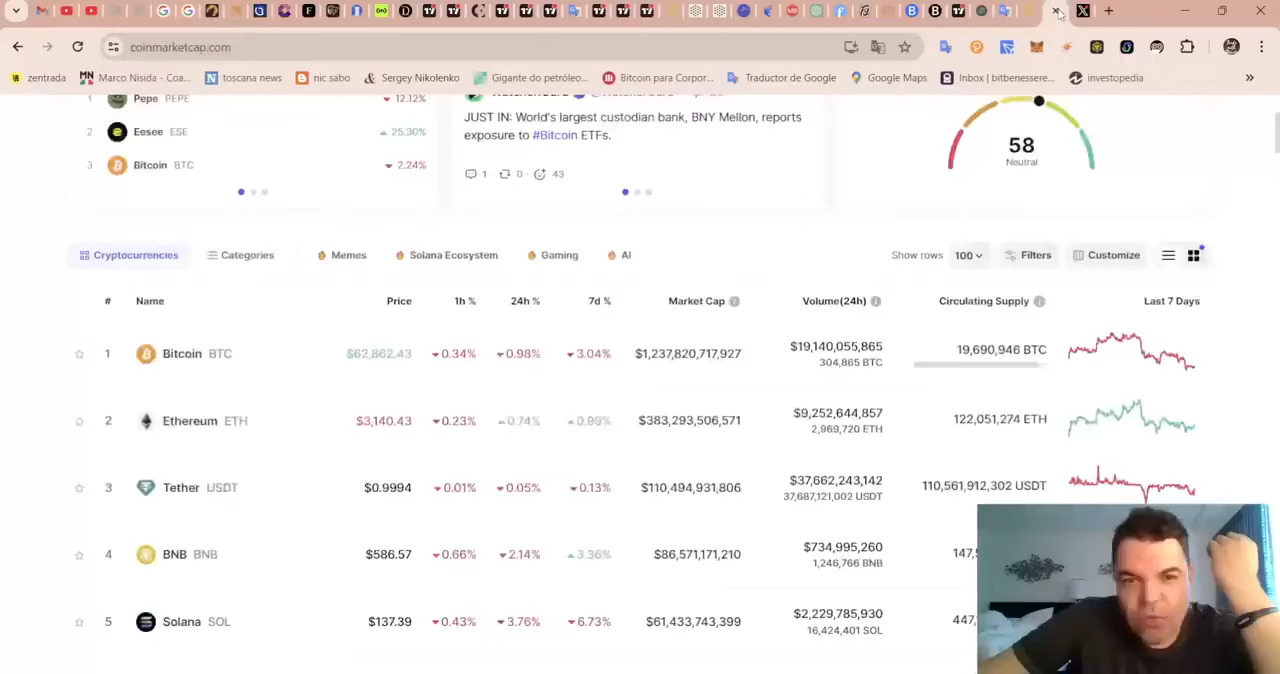 coinmarketcap.com
zentrada
Marco Nisida - Coa...
toscana news
nic sabo
Sergey Nikolenko
Gigante do petróleo...
Bitcoin para Corpor...
Traductor de Google
Google Maps
Inbox | bitbenessere...
investopedia
1 Pepe PEPE 12.12%
2 Eesee ESE 25.30%
3 Bitcoin BTC 2.24%
JUST IN: World's largest custodian bank, BNY Mellon, reports
exposure to #Bitcoin ETFs.
1 0 43
58
Neutral
Cryptocurrencies Categories Memes Solana Ecosystem Gaming AI Show rows 100 Filters Customize
# Name Price 1h % 24h % 7d % Market Cap Volume(24h) Circulating Supply Last 7 Days
1 Bitcoin BTC $62,862.43 0.34% 0.98% 3.04% $1,237,820,717,927 $19,140,055,865 19,690,946 BTC
304,865 BTC
2 Ethereum ETH $3,140.43 0.23% 0.74% 0.99% $383,293,506,571 $9,252,644,857 122,051,274 ETH
2,969,720 ETH
3 Tether USDT $0.9994 0.01% 0.05% 0.13% $110,494,931,806 $37,662,243,142 110,561,912,302 USDT
37,687,121,002 USDT
4 BNB BNB $586.57 0.66% 2.14% 3.36% $86,571,171,210 $734,995,260 147,
1,246,766 BNB
5 Solana SOL $137.39 0.43% 3.76% 6.73% $61,433,743,399 $2,229,785,930 447,
16,424,401 SOL